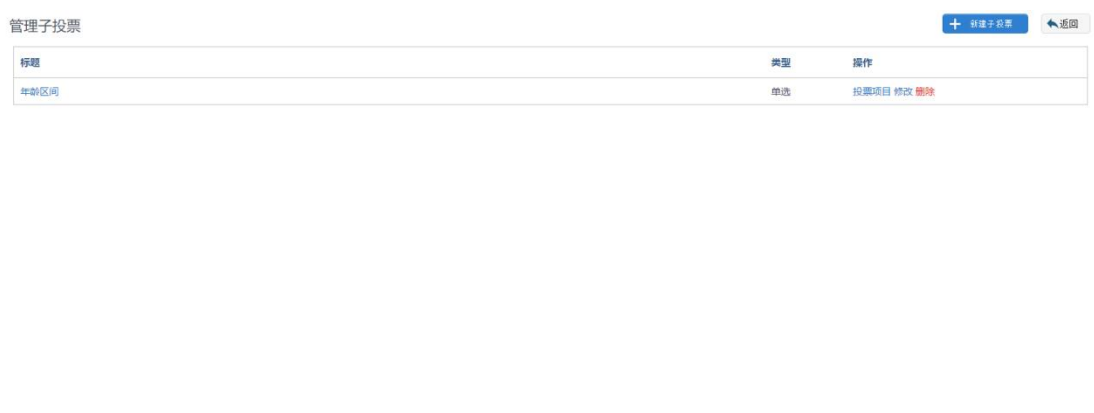 管理子投票 新建子投票 返回
标题 类型 操作
年龄区间 单选 投票项目 修改 删除